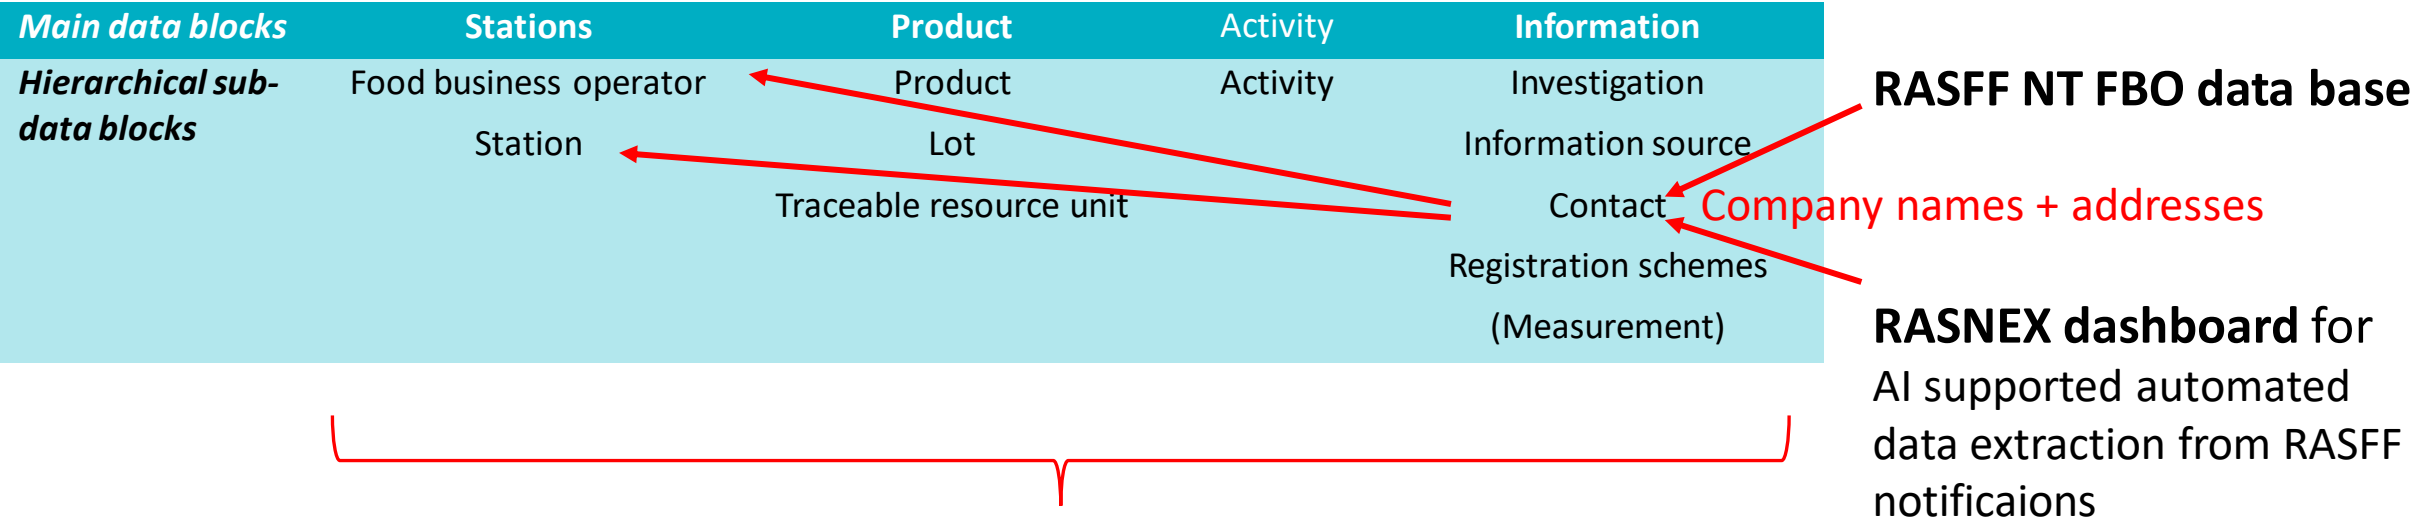 Main data blocks Stations Product Activity Information
Hierarchical sub- Food business operator Product Activity Investigation
data blocks
Station Lot Information source
Traceable resource unit Contact
Registration schemes
(Measurement)
RASFF NT FBO data base
Company names + addresses
RASNEX dashboard for
AI supported automated
data extraction from RASFF
notificaions